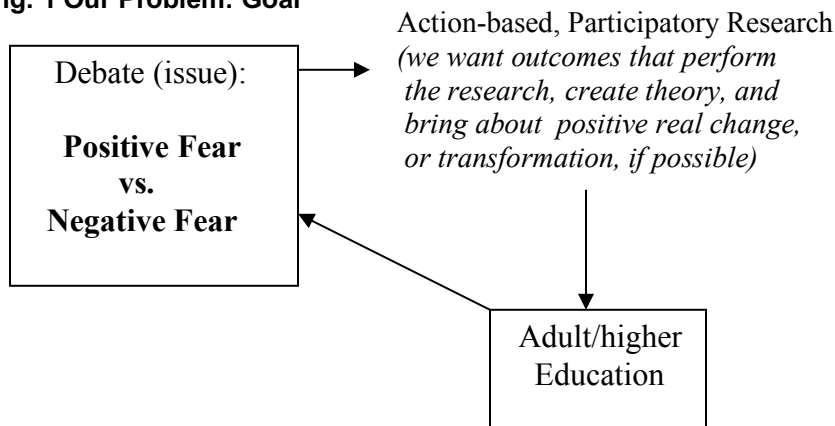 ig. 1 Our Problem: Goal
Debate (issue):
Positive Fear
vs.
Negative Fear
Action-based, Participatory Research
(we want outcomes that perform
the research, create theory, and
bring about positive real change,
or transformation, if possible)
Adult/higher
Education